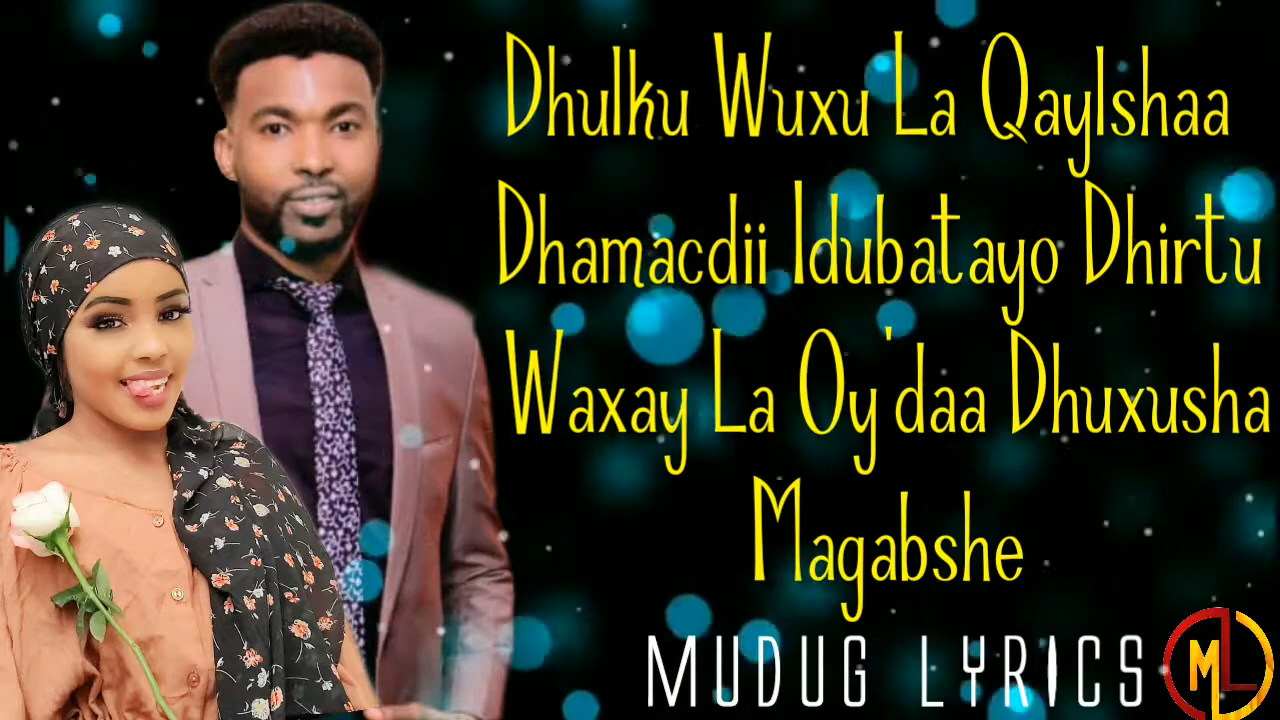 Dhulku Wuxu La Qaylshaa
Dhamacdii Idubatayo Dhirtu
Waxay La Oy'daa Dhuxusha
Magabshe
MUDUG LYRICS
ML